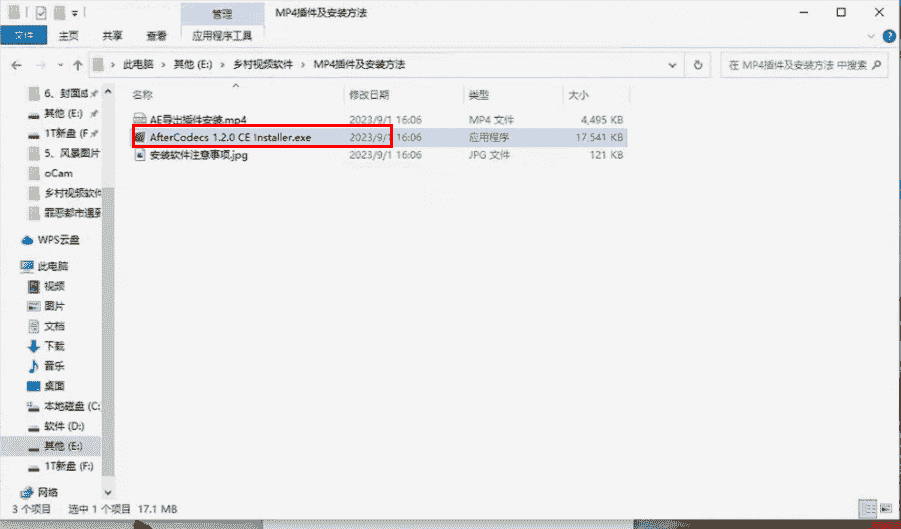 管理
MP4插件及安装方法
文件
主页
共享
查看
应用程序工具
此电脑 > 其他 (E:) > 乡村视频软件 > MP4插件及安装方法
在 MP4插件及安装方法 中搜索
名称
修改日期
类型
大小
AE导出插件安装.mp4
2023/9/1 16:06
MP4 文件
4,495 KB
AfterCodecs 1.2.0 CE Installer.exe
2023/9/1 16:06
应用程序
17,541 KB
安装软件注意事项.jpg
2023/9/1 16:06
JPG 文件
121 KB
6、封面或
其他 (E:)
1T新盘 (F
5、风景图片
oCam
乡村视频软件
罪恶都市遇到
WPS云盘
此电脑
视频
图片
文档
下载
音乐
桌面
本地磁盘 (C:
软件 (D:)
其他 (E:)
1T新盘 (F:)
网络
3 个项目
选中 1 个项目 17.1 MB